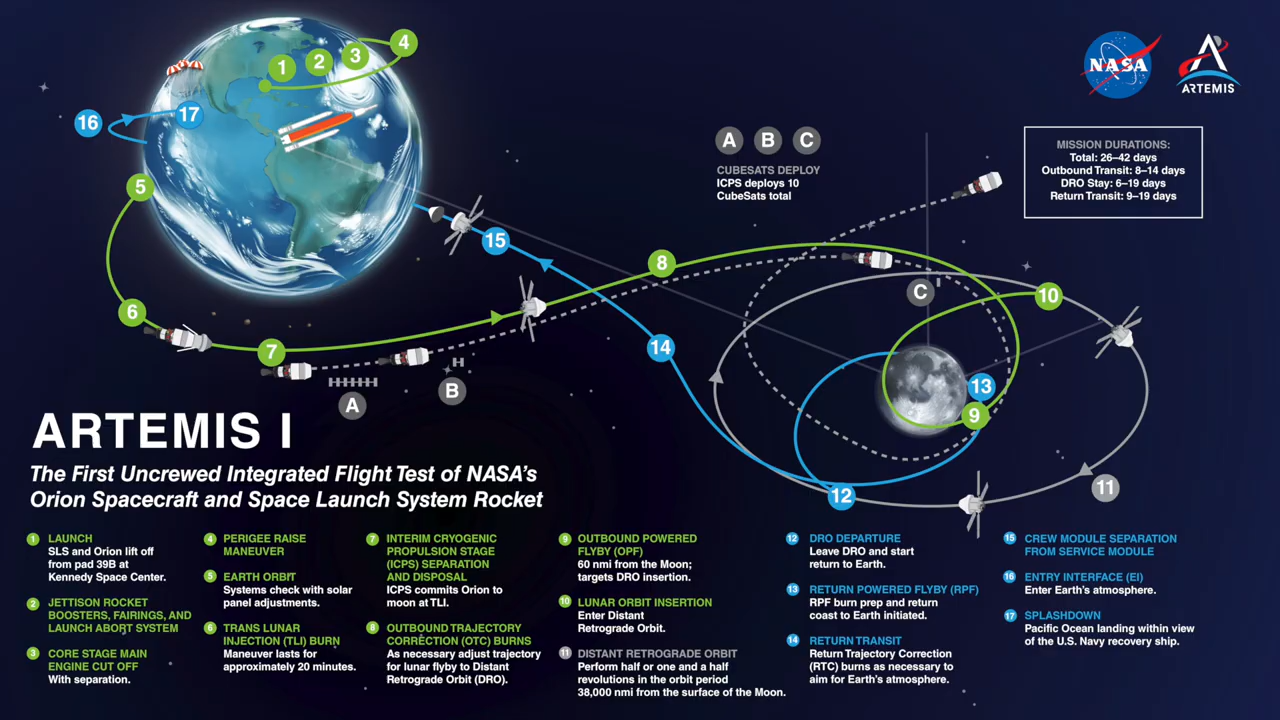 1
2
3
4
NASA
ARTEMIS
16
17
5
6
7
8
15
14
A B C
CUBESATS DEPLOY
ICPS deploys 10
CubeSats total
MISSION DURATIONS:
Total: 26–42 days
Outbound Transit: 8–14 days
DRO Stay: 6–19 days
Return Transit: 9–19 days
C
10
13
9
12
11
A
B
ARTEMIS I
The First Uncrewed Integrated Flight Test of NASA's
Orion Spacecraft and Space Launch System Rocket
1 LAUNCH
SLS and Orion lift off
from pad 39B at
Kennedy Space Center.
2 JETTISON ROCKET
BOOSTERS, FAIRINGS, AND
LAUNCH ABORT SYSTEM
3 CORE STAGE MAIN
ENGINE CUT OFF
With separation.
4 PERIGEE RAISE
MANEUVER
5 EARTH ORBIT
Systems check with solar
panel adjustments.
6 TRANS LUNAR
INJECTION (TLI) BURN
Maneuver lasts for
approximately 20 minutes.
7 INTERIM CRYOGENIC
PROPULSION STAGE
(ICPS) SEPARATION
AND DISPOSAL
ICPS commits Orion to
moon at TLI.
8 OUTBOUND TRAJECTORY
CORRECTION (OTC) BURNS
As necessary adjust trajectory
for lunar flyby to Distant
Retrograde Orbit (DRO).
9 OUTBOUND POWERED
FLYBY (OPF)
60 nmi from the Moon;
targets DRO insertion.
10 LUNAR ORBIT INSERTION
Enter Distant
Retrograde Orbit.
11 DISTANT RETROGRADE ORBIT
Perform half or one and a half
revolutions in the orbit period
38,000 nmi from the surface of the Moon.
12 DRO DEPARTURE
Leave DRO and start
return to Earth.
13 RETURN POWERED FLYBY (RPF)
RPF burn prep and return
coast to Earth initiated.
14 RETURN TRANSIT
Return Trajectory Correction
(RTC) burns as necessary to
aim for Earth's atmosphere.
15 CREW MODULE SEPARATION
FROM SERVICE MODULE
16 ENTRY INTERFACE (EI)
Enter Earth's atmosphere.
17 SPLASHDOWN
Pacific Ocean landing within view
of the U.S. Navy recovery ship.